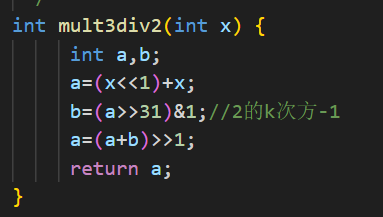 int mult3div2(int x) {
    int a,b;
    a=(x<<1)+x;
    b=(a>>31)&1;//2的k次方-1
    a=(a+b)>>1;
    return a;
}